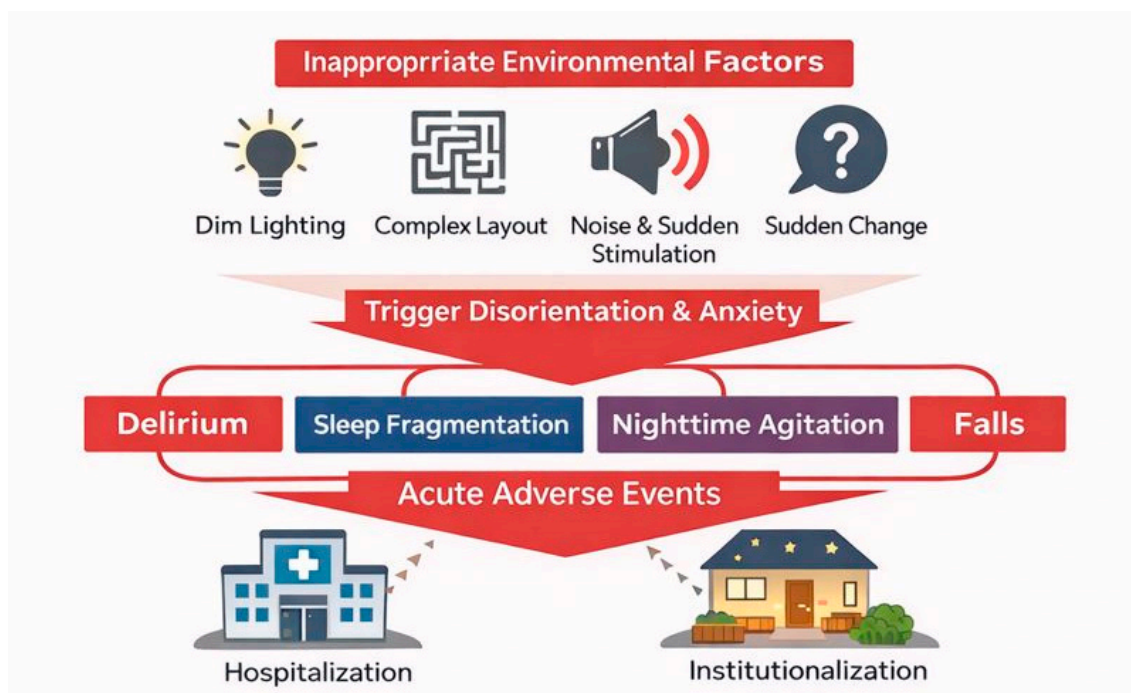 Inapproprriate Environmental Factors
Dim Lighting
Complex Layout
Noise & Sudden
Stimulation
Sudden Change
Trigger Disorientation & Anxiety
Delirium
Sleep Fragmentation
Nighttime Agitation
Falls
Acute Adverse Events
Hospitalization
Institutionalization